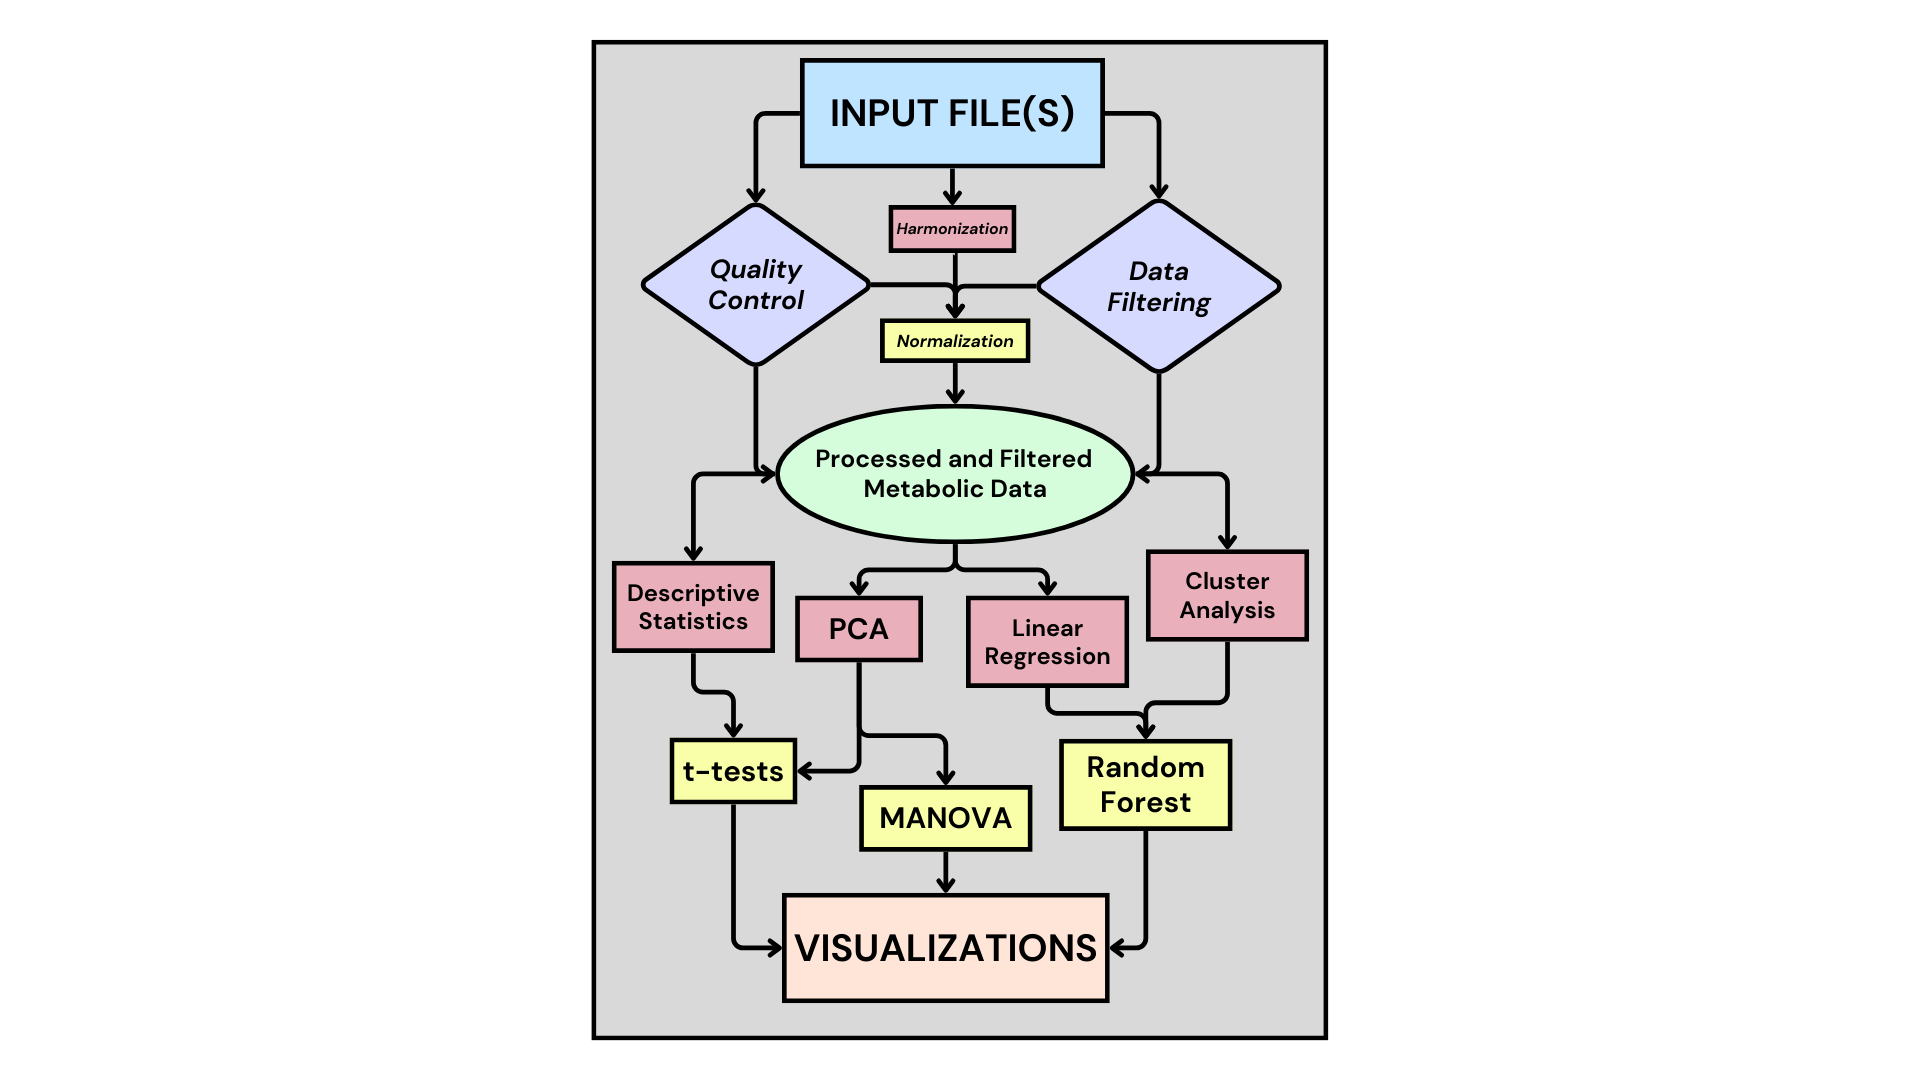 INPUT FILE(S)
Harmonization
Quality
Control
Data
Filtering
Normalization
Processed and Filtered
Metabolic Data
Descriptive
Statistics
PCA
Linear
Regression
Cluster
Analysis
t-tests
MANOVA
Random
Forest
VISUALIZATIONS